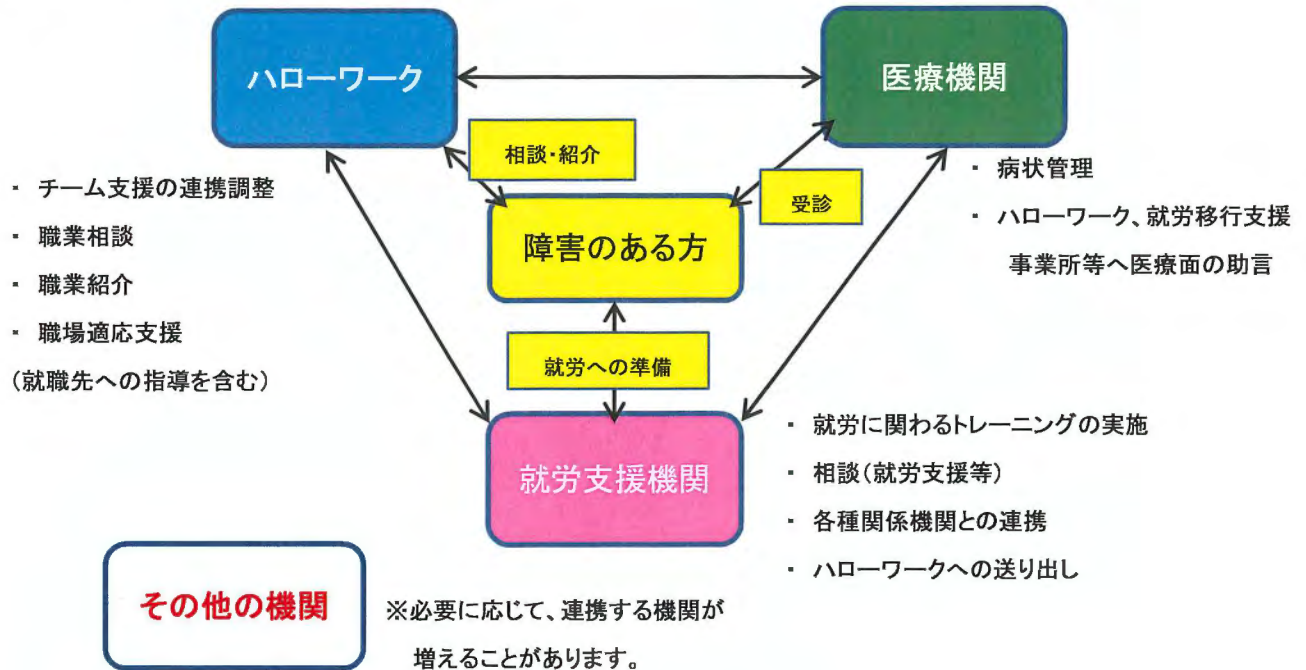 ハローワーク
医療機関
相談・紹介
受診
障害のある方
就労への準備
就労支援機関
・ チーム支援の連携調整
・ 職業相談
・ 職業紹介
・ 職場適応支援
(就職先への指導を含む)
・ 病状管理
・ ハローワーク、就労移行支援
事業所等へ医療面の助言
・ 就労に関わるトレーニングの実施
・ 相談(就労支援等)
・ 各種関係機関との連携
・ ハローワークへの送り出し
その他の機関
※必要に応じて、連携する機関が
増えることがあります。